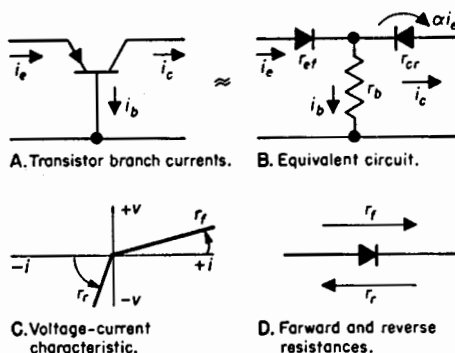 i_e
i_c
i_b
A. Transistor branch currents.
≈
αi_e
i_e
r_ef
r_cr
i_b
r_b
i_c
B. Equivalent circuit.
+v
r_f
-i
+i
r_r
-v
C. Voltage-current
characteristic.
r_f
r_r
D. Farward and reverse
resistances.